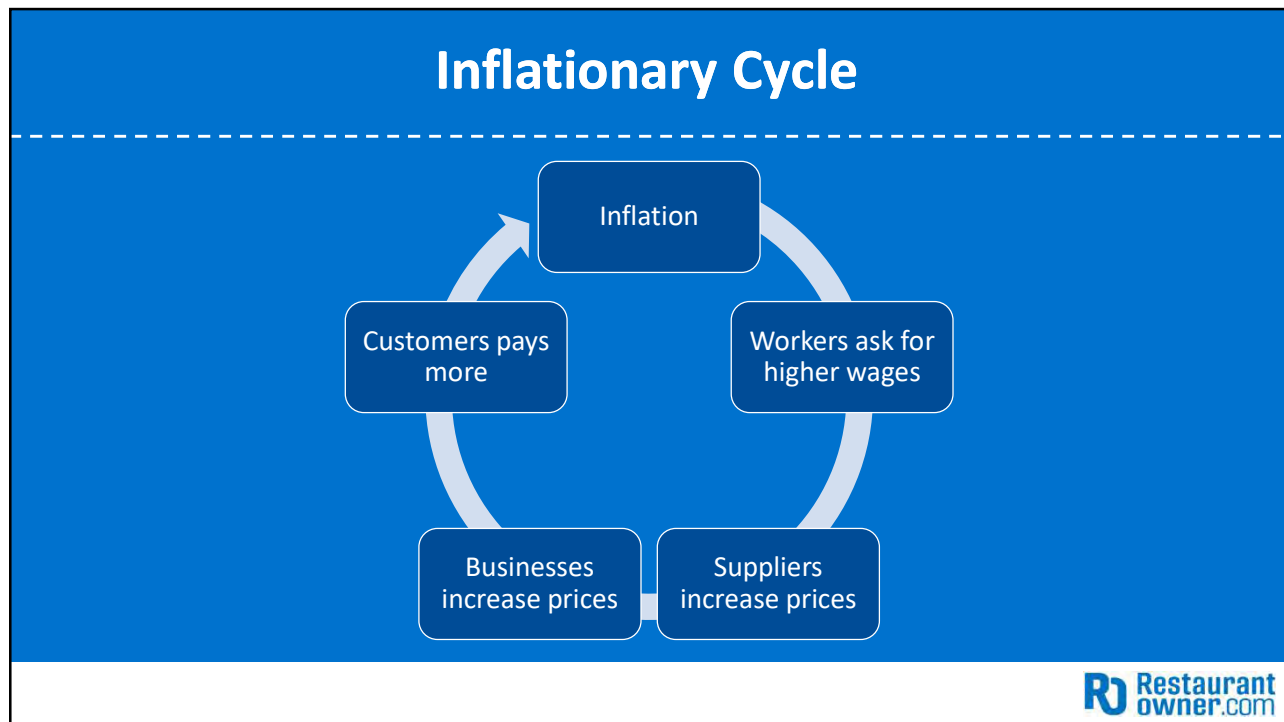 Inflationary Cycle
Inflation
Workers ask for
higher wages
Suppliers
increase prices
Businesses
increase prices
Customers pays
more
RO Restaurant
owner.com